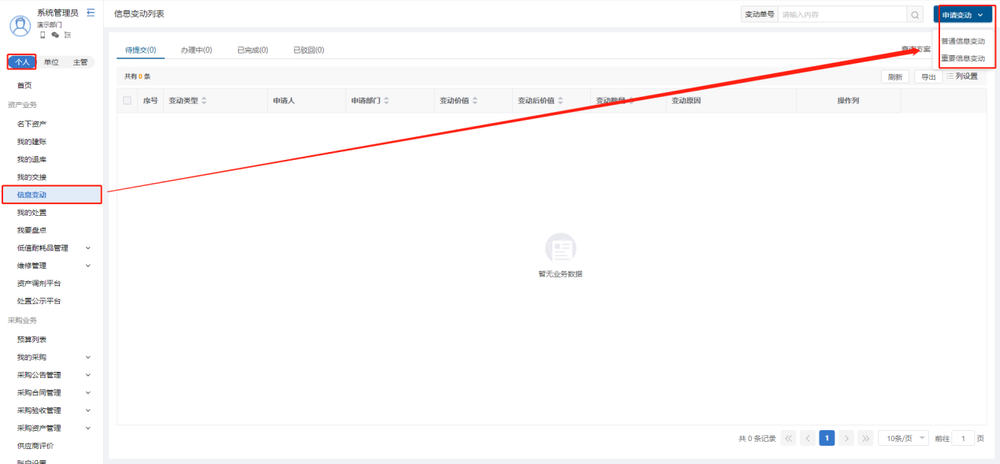 系统管理员
演示部门
个人 单位 主管
首页
资产业务
名下资产
我的建账
我的退库
我的交接
信息变动
我的处置
我要盘点
低值耐耗品管理
维修管理
资产调剂平台
处置公示平台
采购业务
预算列表
我的采购
采购公告管理
采购合同管理
采购验收管理
采购资产管理
供应商评价
账户设置
信息变动列表
变动单号 请输入内容
申请变动
普通信息变动
重要信息变动
待提交(0) 办理中(0) 已完成(0) 已驳回(0)
查询方案
共有 0 条
刷新 导出 列设置
序号 变动类型 申请人 申请部门 变动价值 变动后价值 变动数量 变动原因 操作列
暂无业务数据
共 0 条记录 1 10条/页 前往 1 页